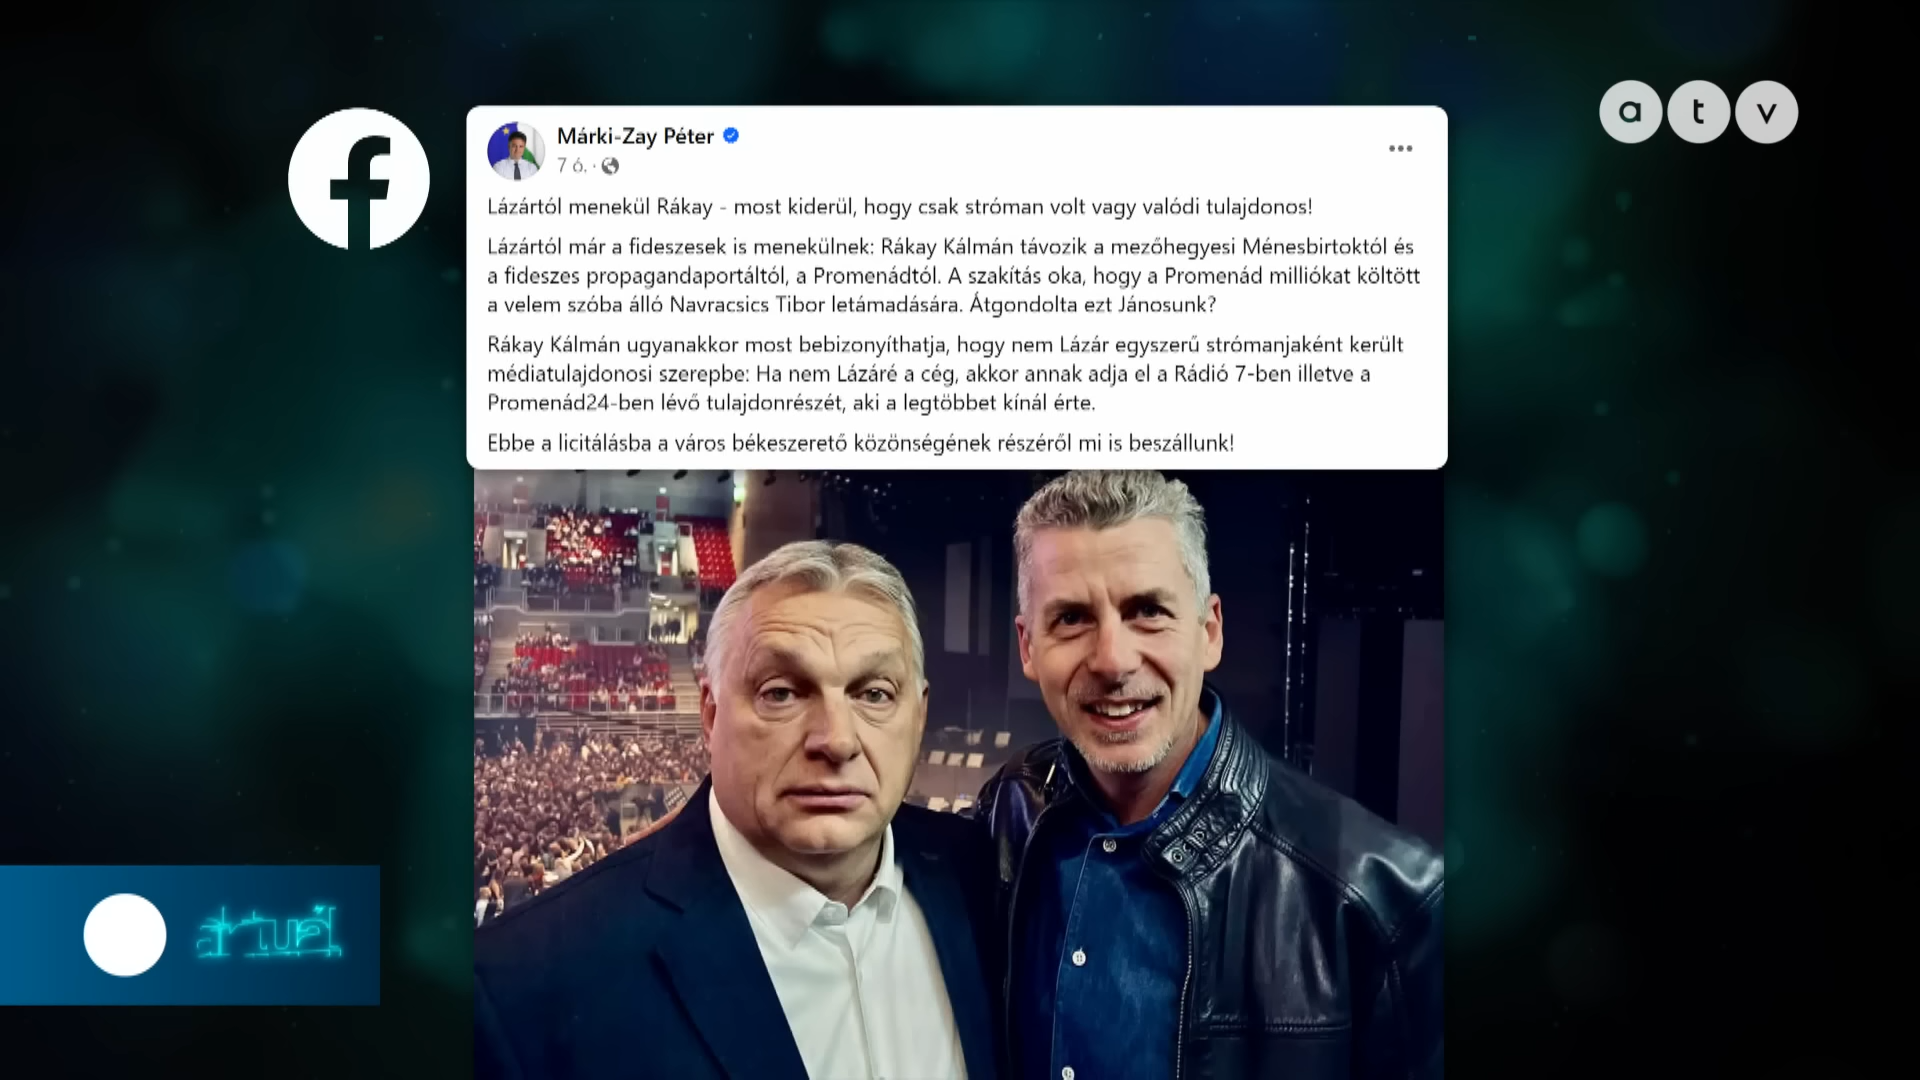 a t v
Márki-Zay Péter
7 ó. ·
Lázártól menekül Rákay - most kiderül, hogy csak stróman volt vagy valódi tulajdonos!
Lázártól már a fideszesek is menekülnek: Rákay Kálmán távozik a mezőhegyesi Ménesbirtoktól és
a fideszes propagandaportáltól, a Promenádtól. A szakítás oka, hogy a Promenád milliókat költött
a velem szóba álló Navracsics Tibor letámadására. Átgondolta ezt Jánosunk?
Rákay Kálmán ugyanakkor most bebizonyíthatja, hogy nem Lázár egyszerű strómanjaként került
médiatulajdonosi szerepbe: Ha nem Lázáré a cég, akkor annak adja el a Rádió 7-ben illetve a
Promenád24-ben lévő tulajdonrészét, aki a legtöbbet kínál érte.
Ebbe a licitálásba a város békeszerető közönségének részéről mi is beszállunk!